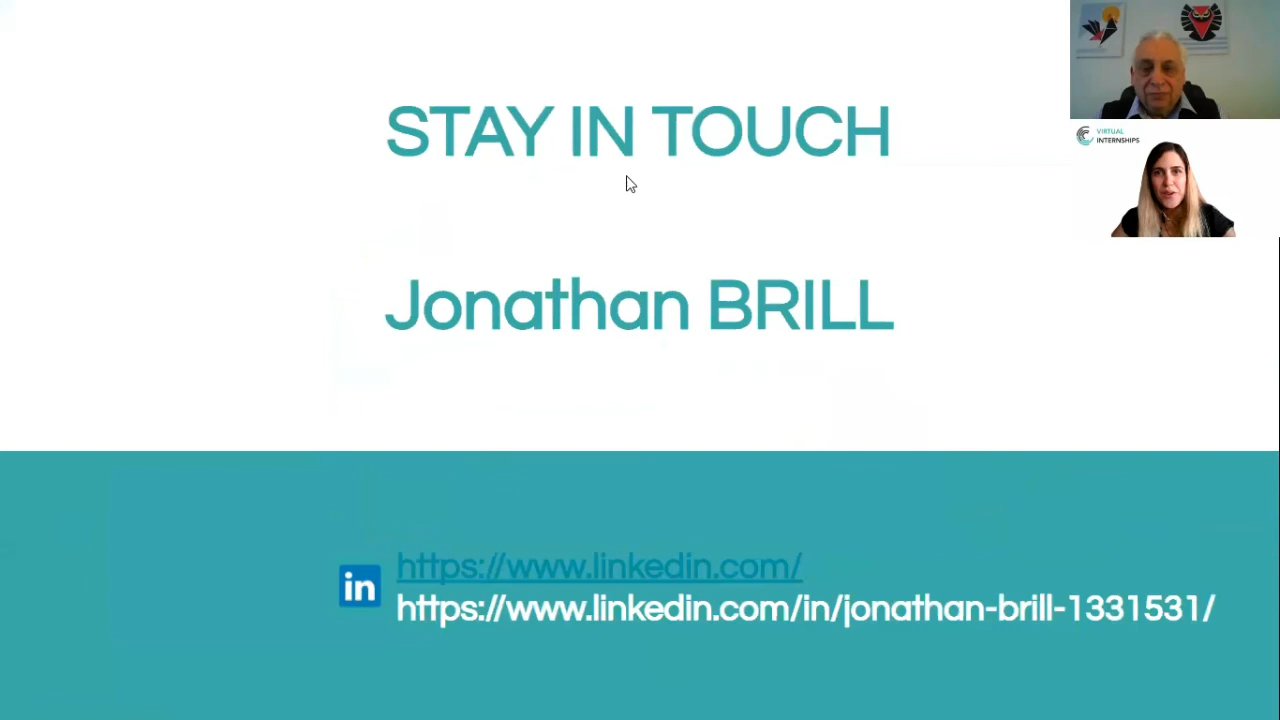 STAY IN TOUCH
VIRTUAL
INTERNSHIPS
Jonathan BRILL
in
https://www.linkedin.com/
https://www.linkedin.com/in/jonathan-brill-1331531/